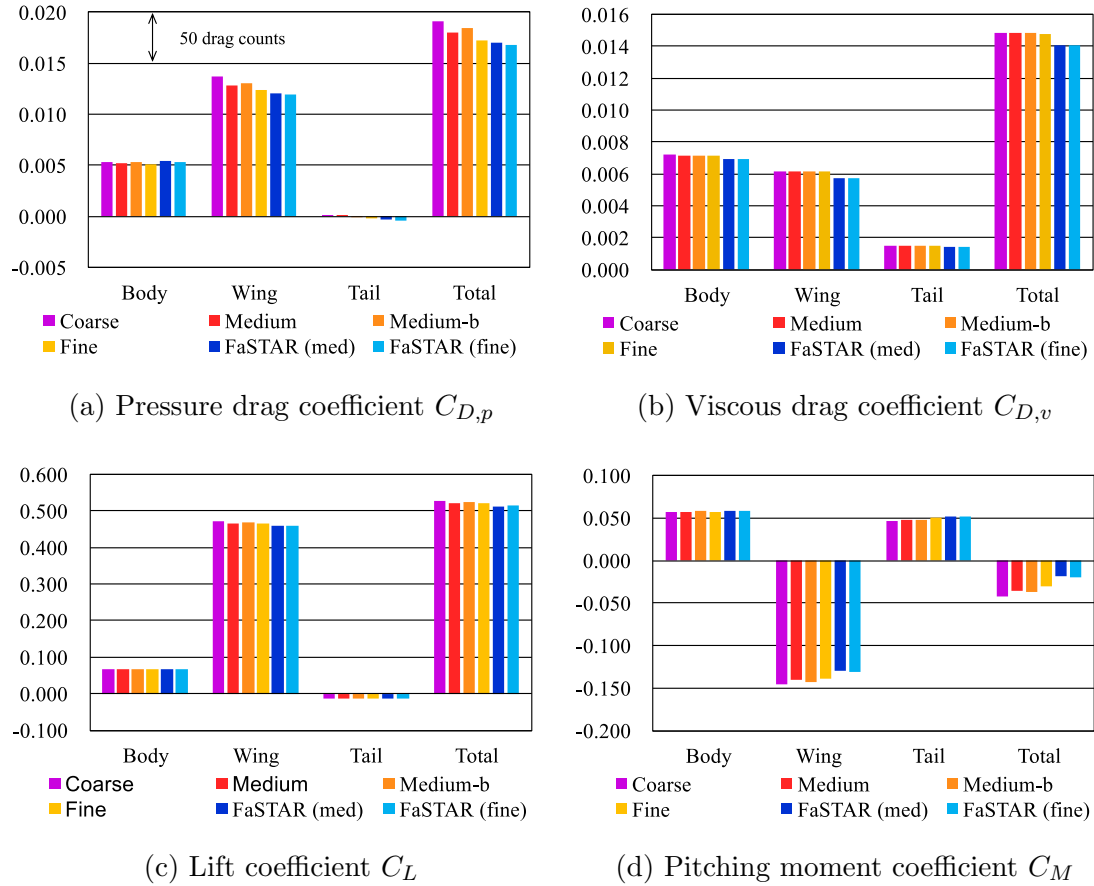 0.020
50 drag counts
0.015
0.010
0.005
0.000
-0.005
Body Wing Tail Total
Coarse Medium Medium-b
Fine FaSTAR (med) FaSTAR (fine)
(a) Pressure drag coefficient C_{D,p}
0.016
0.014
0.012
0.010
0.008
0.006
0.004
0.002
0.000
Body Wing Tail Total
Coarse Medium Medium-b
Fine FaSTAR (med) FaSTAR (fine)
(b) Viscous drag coefficient C_{D,v}
0.600
0.500
0.400
0.300
0.200
0.100
0.000
-0.100
Body Wing Tail Total
Coarse Medium Medium-b
Fine FaSTAR (med) FaSTAR (fine)
(c) Lift coefficient C_L
0.100
0.050
0.000
-0.050
-0.100
-0.150
-0.200
Body Wing Tail Total
Coarse Medium Medium-b
Fine FaSTAR (med) FaSTAR (fine)
(d) Pitching moment coefficient C_M